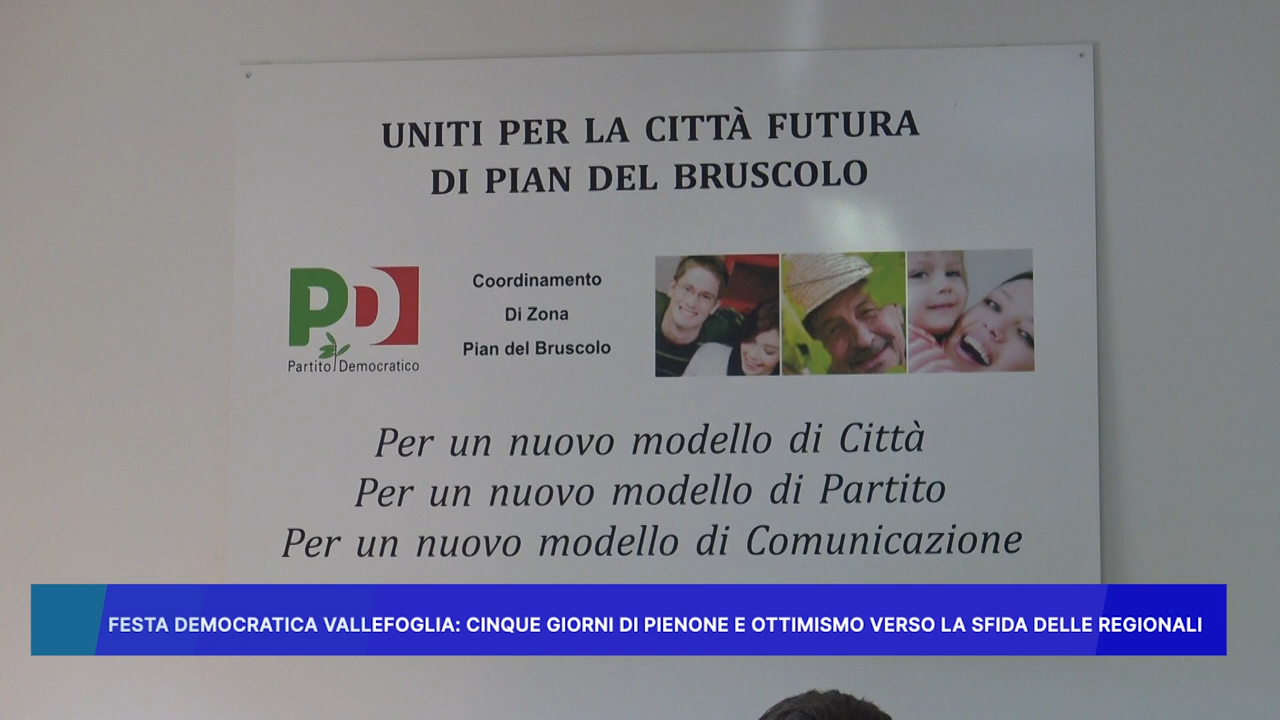 UNITI PER LA CITTÀ FUTURA
DI PIAN DEL BRUSCOLO
PD
Partito Democratico
Coordinamento
Di Zona
Pian del Bruscolo
Per un nuovo modello di Città
Per un nuovo modello di Partito
Per un nuovo modello di Comunicazione
FESTA DEMOCRATICA VALLEFOGLIA: CINQUE GIORNI DI PIENONE E OTTIMISMO VERSO LA SFIDA DELLE REGIONALI